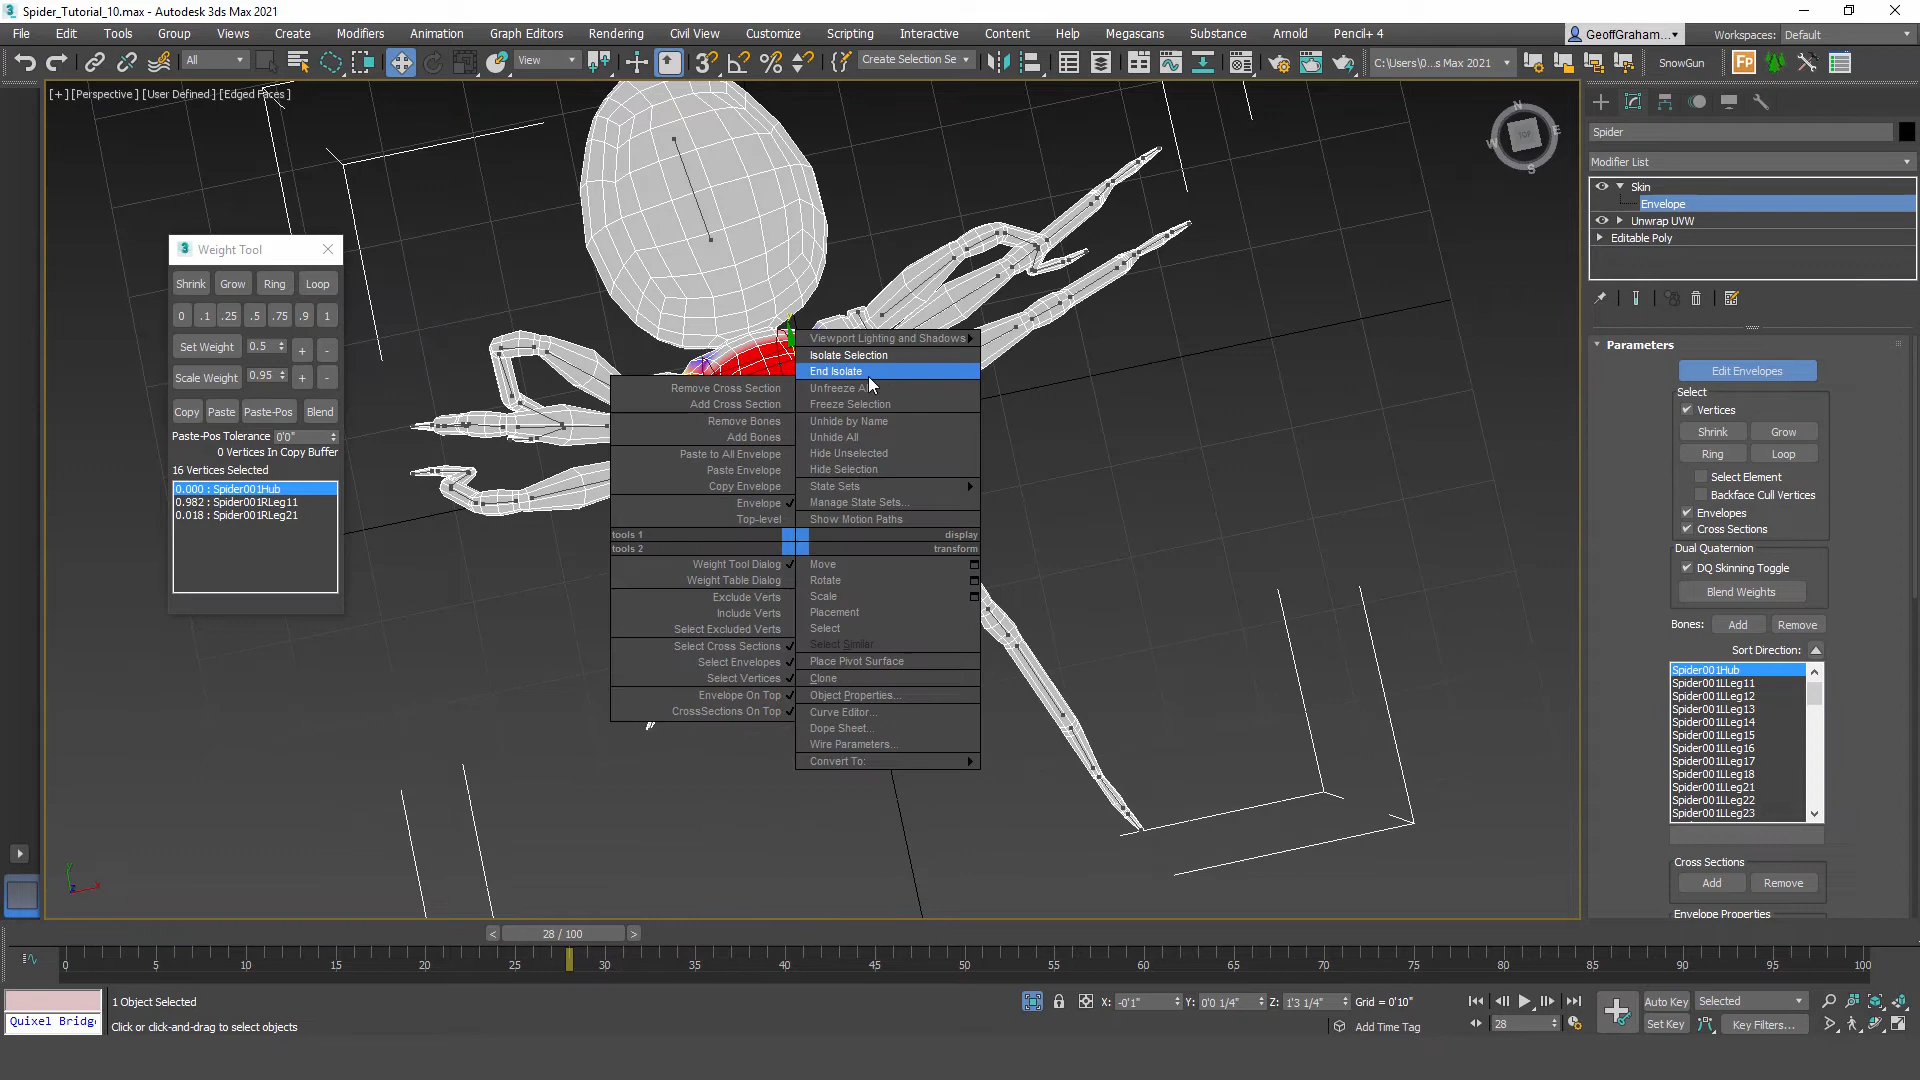 Spider_Tutorial_10.max - Autodesk 3ds Max 2021
File Edit Tools Group Views Create Modifiers Animation Graph Editors Rendering Civil View Customize Scripting Interactive Content Help Megascans Substance Arnold Pencil+ 4
GeoffGraham... Workspaces: Default
All View Create Selection Se C:\Users\0...s Max 2021 SnowGun
[+] [Perspective] [User Defined] [Edged Faces]
N
W TOP E
S
Weight Tool
Shrink Grow Ring Loop
0 .1 .25 .5 .75 .9 1
Set Weight 0.5 + -
Scale Weight 0.95 + -
Copy Paste Paste-Pos Blend
Paste-Pos Tolerance 0'0"
0 Vertices In Copy Buffer
16 Vertices Selected
0.000 : Spider001Hub
0.982 : Spider001RLeg11
0.018 : Spider001RLeg21
Remove Cross Section
Add Cross Section
Remove Bones
Add Bones
Paste to All Envelope
Paste Envelope
Copy Envelope
Envelope
Top-level
tools 1
tools 2
Weight Tool Dialog
Weight Table Dialog
Exclude Verts
Include Verts
Select Excluded Verts
Select Cross Sections
Select Envelopes
Select Vertices
Envelope On Top
CrossSections On Top
Viewport Lighting and Shadows
Isolate Selection
End Isolate
Unfreeze All
Freeze Selection
Unhide by Name
Unhide All
Hide Unselected
Hide Selection
State Sets
Manage State Sets...
Show Motion Paths
display
transform
Move
Rotate
Scale
Placement
Select
Select Similar
Place Pivot Surface
Clone
Object Properties...
Curve Editor...
Dope Sheet...
Wire Parameters...
Convert To:
Spider
Modifier List
Skin
Envelope
Unwrap UVW
Editable Poly
Parameters
Edit Envelopes
Select
Vertices
Shrink Grow
Ring Loop
Select Element
Backface Cull Vertices
Envelopes
Cross Sections
Dual Quaternion
DQ Skinning Toggle
Blend Weights
Bones: Add Remove
Sort Direction:
Spider001Hub
Spider001LLeg11
Spider001LLeg12
Spider001LLeg13
Spider001LLeg14
Spider001LLeg15
Spider001LLeg16
Spider001LLeg17
Spider001LLeg18
Spider001LLeg21
Spider001LLeg22
Spider001LLeg23
Cross Sections
Add Remove
Envelope Properties
y
z x
< 28 / 100 >
0 5 10 15 20 25 30 35 40 45 50 55 60 65 70 75 80 85 90 95 100
1 Object Selected
Quixel Bridg
Click or click-and-drag to select objects
X: -0'1" Y: 0'0 1/4" Z: 1'3 1/4" Grid = 0'10"
Add Time Tag
28
Auto Key Selected
Set Key Key Filters...